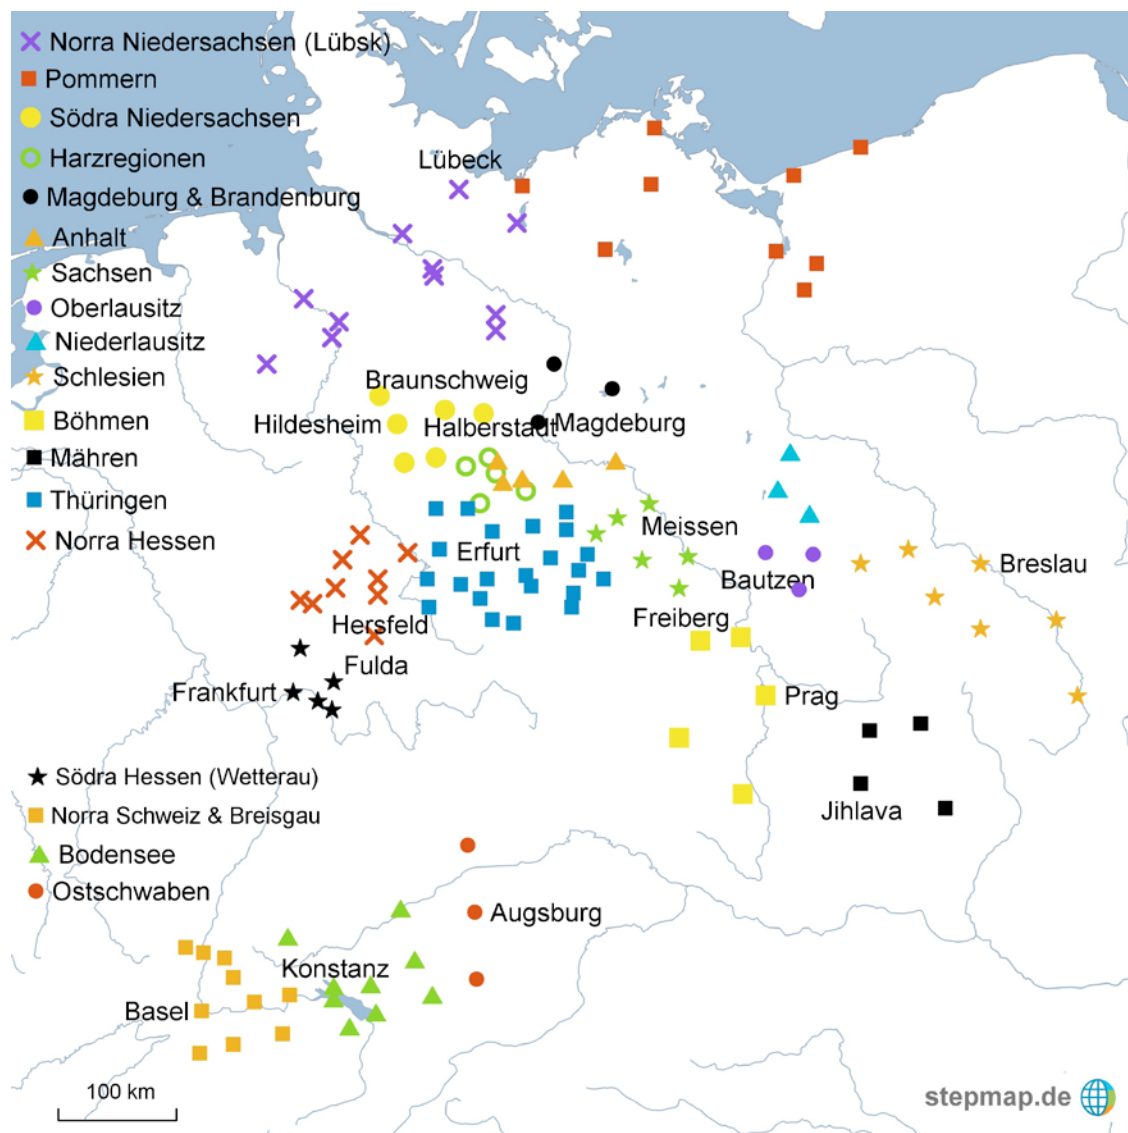 Norra Niedersachsen (Lübsk)
Pommern
Södra Niedersachsen
Harzregionen
Lübeck
Magdeburg & Brandenburg
Anhalt
Sachsen
Oberlausitz
Niederlausitz
Schlesien
Braunschweig
Böhmen
Hildesheim
Halberstadt
Magdeburg
Mähren
Thüringen
Meissen
Norra Hessen
Erfurt
Breslau
Bautzen
Freiberg
Hersfeld
Fulda
Frankfurt
Prag
Södra Hessen (Wetterau)
Norra Schweiz & Breisgau
Jihlava
Bodensee
Ostschwaben
Augsburg
Konstanz
Basel
100 km
stepmap.de